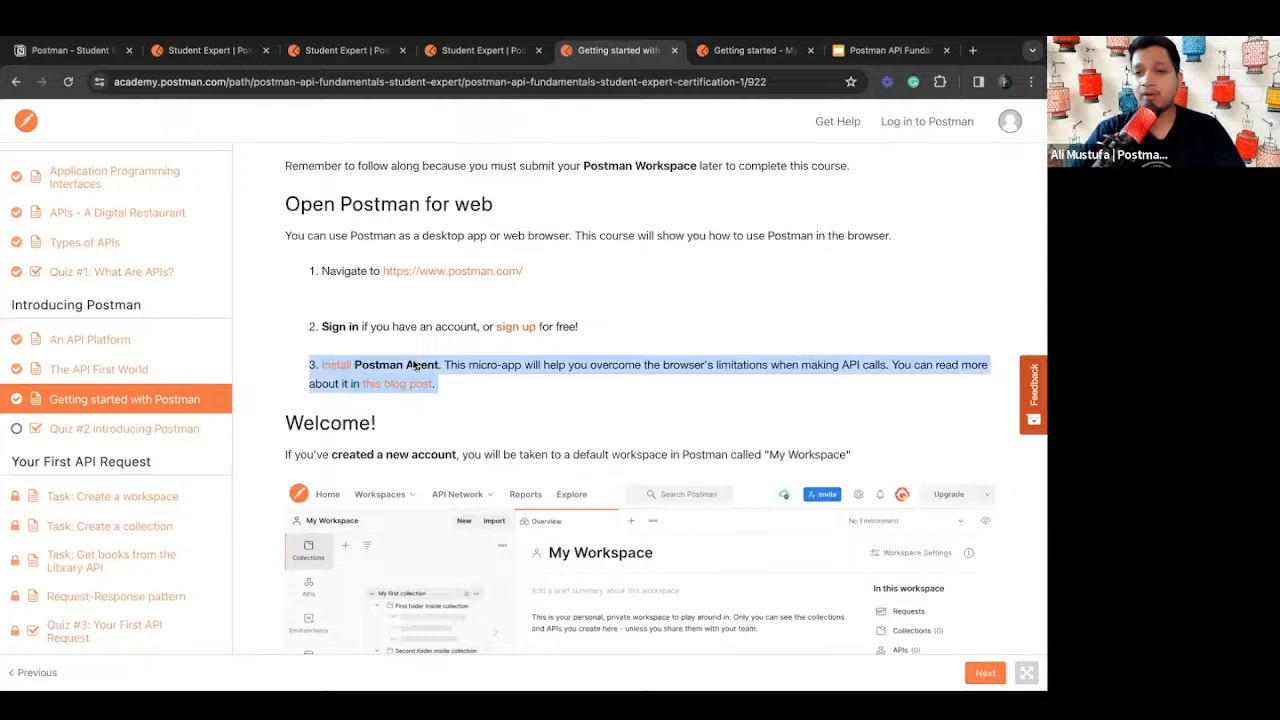 Postman - Student E
Student Expert | Pos
Student Expert | Pos
Student Expert | Pos
Getting started with
Getting started - My
Postman API Funda
academy.postman.com/path/postman-api-fundamentals-student-expert/postman-api-fundamentals-student-expert-certification-1/922
Get Help
Log in to Postman
Ali Mustufa | Postma...
Application Programming
Interfaces
APIs - A Digital Restaurant
Types of APIs
Quiz #1: What Are APIs?
Introducing Postman
An API Platform
The API First World
Getting started with Postman
Quiz #2 Introducing Postman
Your First API Request
Task: Create a workspace
Task: Create a collection
Task: Get books from the
Library API
Request-Response pattern
Quiz #3: Your First API
Request
Previous
Remember to follow along because you must submit your Postman Workspace later to complete this course.
Open Postman for web
You can use Postman as a desktop app or web browser. This course will show you how to use Postman in the browser.
1. Navigate to https://www.postman.com/
2. Sign in if you have an account, or sign up for free!
3. Install Postman Agent. This micro-app will help you overcome the browser's limitations when making API calls. You can read more
about it in this blog post.
Welcome!
If you've created a new account, you will be taken to a default workspace in Postman called "My Workspace"
Home Workspaces API Network Reports Explore Search Postman Invite Upgrade
My Workspace New Import Overview No Environment
Collections
APIs
Environments
My first collection
First folder inside collection
Second folder inside collection
My Workspace
Add a brief summary about this workspace
This is your personal, private workspace to play around in. Only you can see the collections
and APIs you create here - unless you share them with your team.
Workspace Settings
In this workspace
Requests
Collections (0)
APIs (0)
Feedback
Next